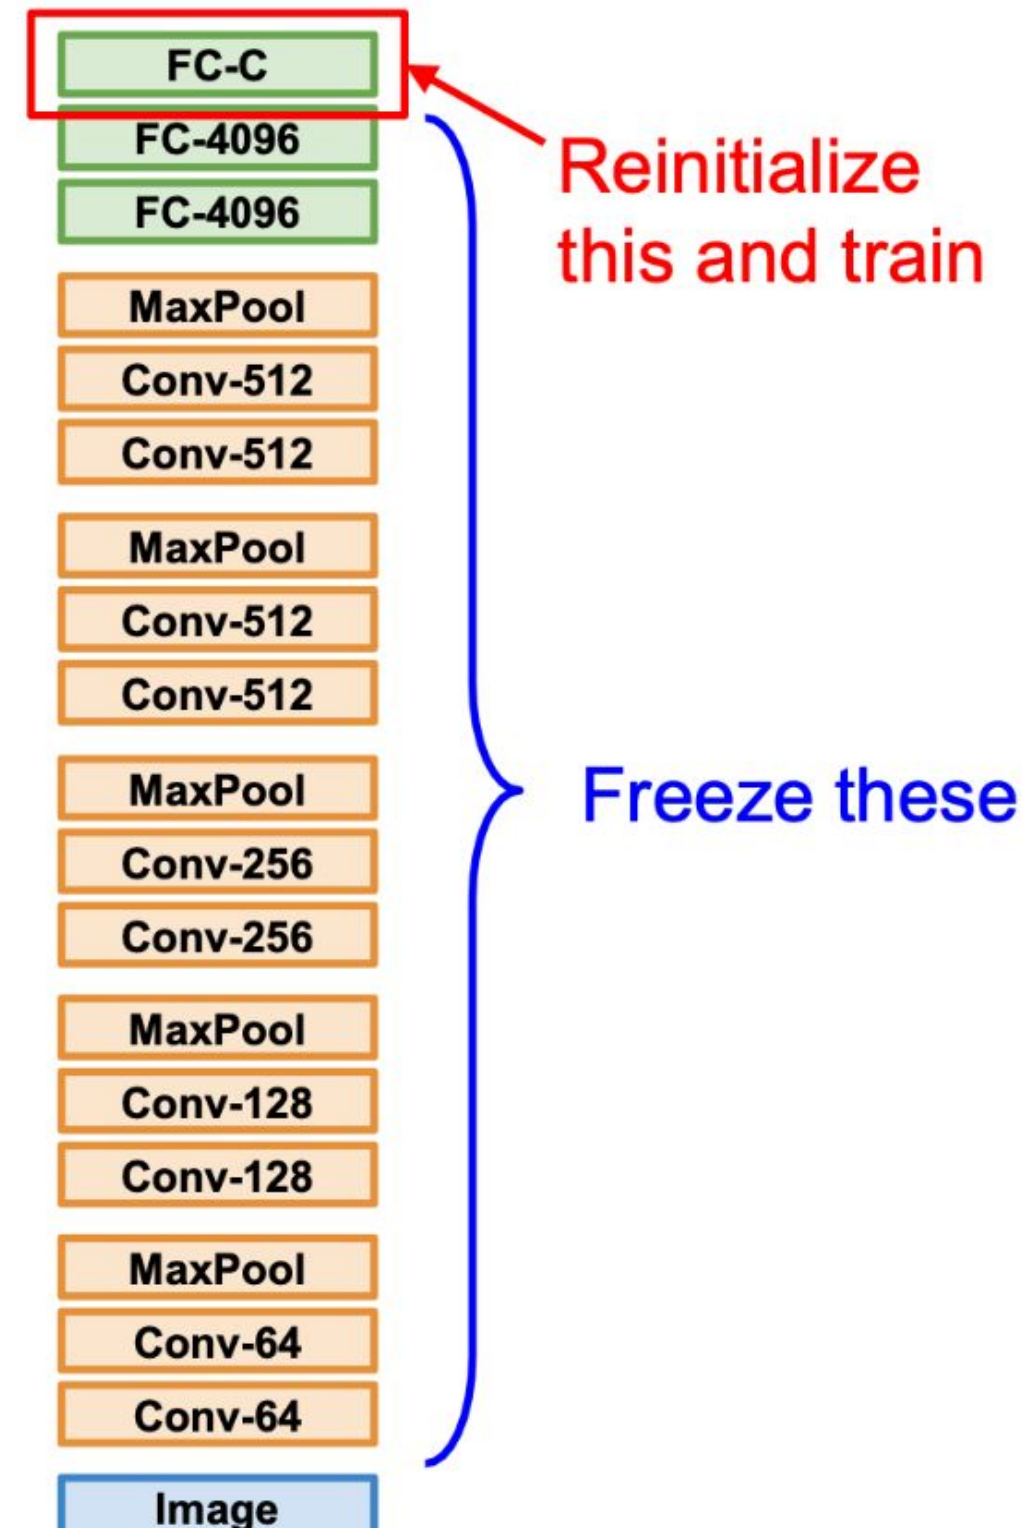 FC-C
FC-4096
FC-4096
Reinitialize
this and train
MaxPool
Conv-512
Conv-512
MaxPool
Conv-512
Conv-512
MaxPool
Conv-256
Conv-256
Freeze these
MaxPool
Conv-128
Conv-128
MaxPool
Conv-64
Conv-64
Image